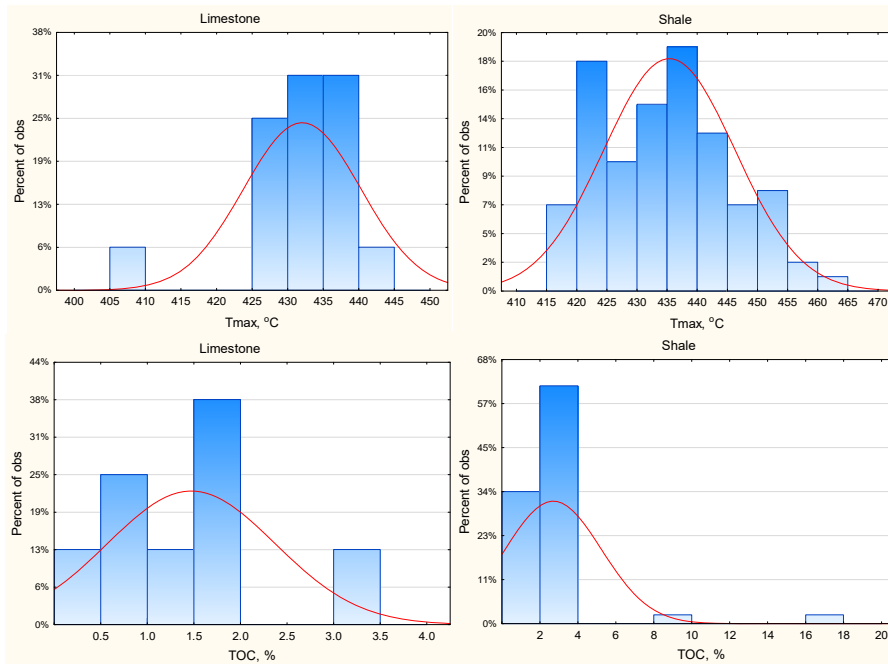 Limestone
38%
31%
25%
19%
13%
6%
0%
Percent of obs
400 405 410 415 420 425 430 435 440 445 450
Tmax, °C
Shale
20%
18%
16%
14%
11%
9%
7%
5%
2%
0%
Percent of obs
410 415 420 425 430 435 440 445 450 455 460 465 470
Tmax, °C
Limestone
44%
38%
31%
25%
19%
13%
6%
0%
Percent of obs
0.5 1.0 1.5 2.0 2.5 3.0 3.5 4.0
TOC, %
Shale
68%
57%
45%
34%
23%
11%
0%
Percent of obs
2 4 6 8 10 12 14 16 18 20
TOC, %